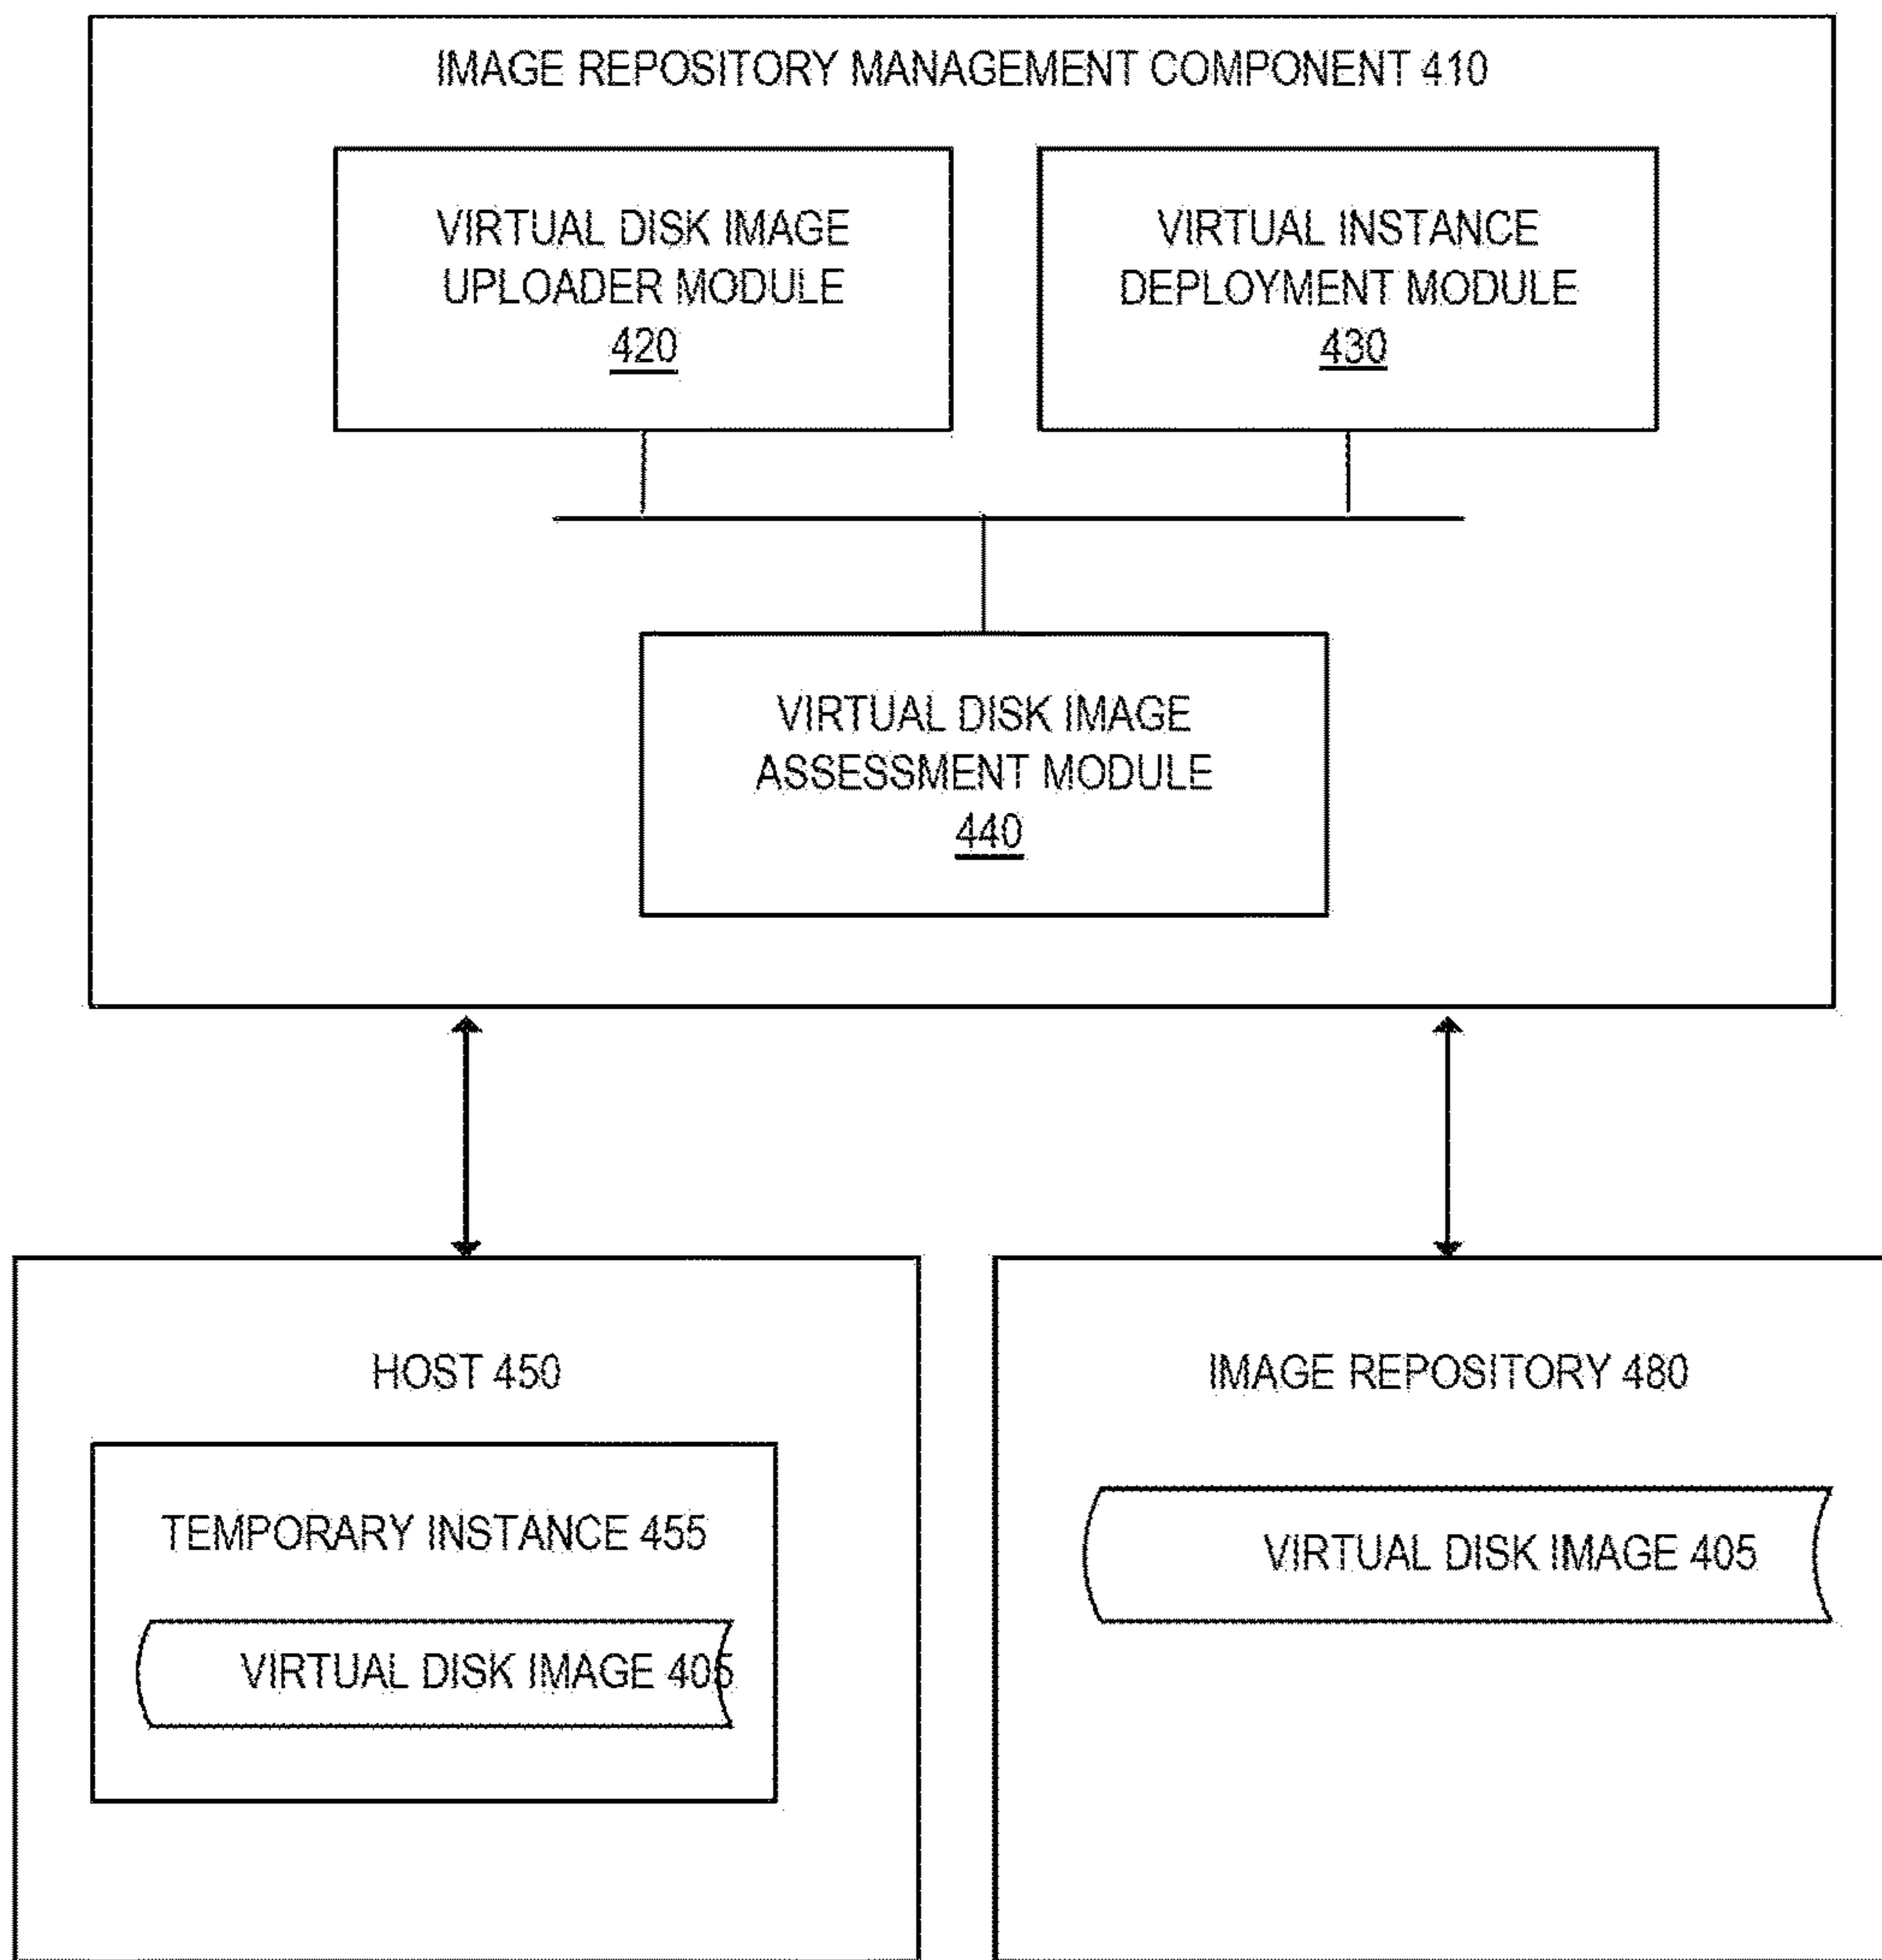 IMAGE REPOSITORY MANAGEMENT COMPONENT 410
VIRTUAL DISK IMAGE
UPLOADER MODULE
420
VIRTUAL INSTANCE
DEPLOYMENT MODULE
430
VIRTUAL DISK IMAGE
ASSESSMENT MODULE
440
HOST 450
TEMPORARY INSTANCE 455
VIRTUAL DISK IMAGE 405
IMAGE REPOSITORY 480
VIRTUAL DISK IMAGE 405